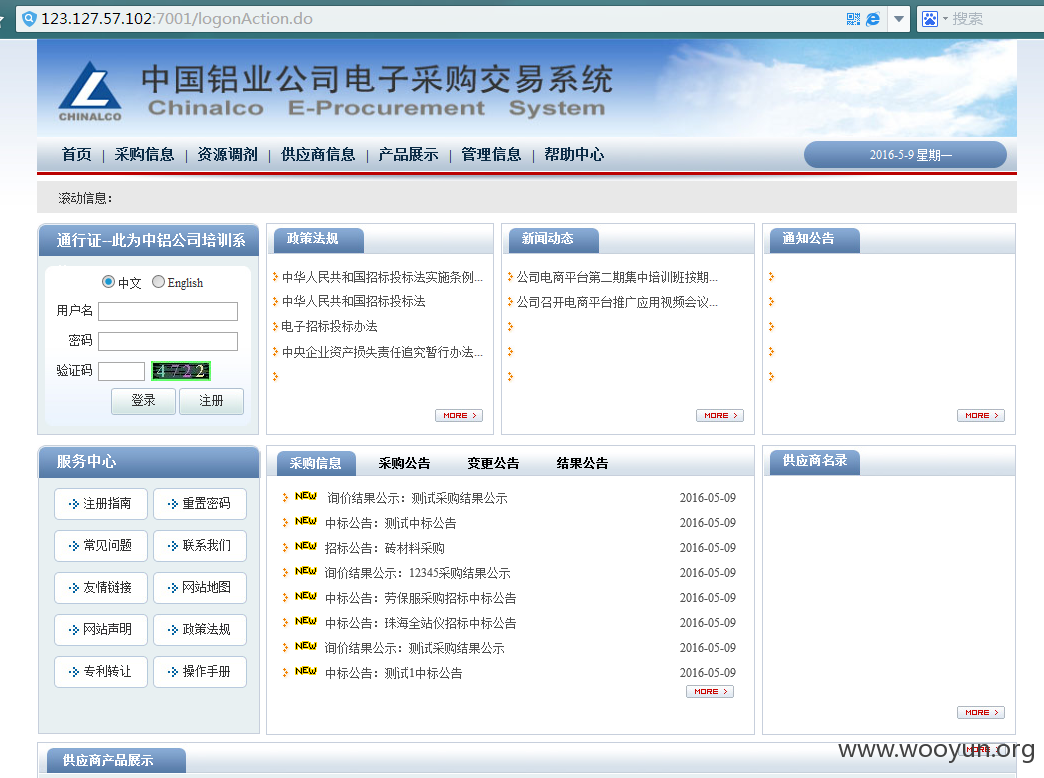 123.127.57.102:7001/logonAction.do
搜索
中国铝业公司电子采购交易系统
Chinalco E-Procurement System
CHINALCO
首页 | 采购信息 | 资源调剂 | 供应商信息 | 产品展示 | 管理信息 | 帮助中心
2016-5-9 星期一
滚动信息:
通行证--此为中铝公司培训系
中文 English
用户名
密码
验证码 4722
登录 注册
政策法规
中华人民共和国招标投标法实施条例...
中华人民共和国招标投标法
电子招标投标办法
中央企业资产损失责任追究暂行办法...
MORE
新闻动态
公司电商平台第二期集中培训班按期...
公司召开电商平台推广应用视频会议...
MORE
通知公告
MORE
服务中心
注册指南 重置密码
常见问题 联系我们
友情链接 网站地图
网站声明 政策法规
专利转让 操作手册
采购信息 采购公告 变更公告 结果公告
NEW 询价结果公示：测试采购结果公示 2016-05-09
NEW 中标公告：测试中标公告 2016-05-09
NEW 招标公告：砖材料采购 2016-05-09
NEW 询价结果公示：12345采购结果公示 2016-05-09
NEW 中标公告：劳保服采购招标中标公告 2016-05-09
NEW 中标公告：珠海全站仪招标中标公告 2016-05-09
NEW 询价结果公示：测试采购结果公示 2016-05-09
NEW 中标公告：测试1中标公告 2016-05-09
MORE
供应商名录
MORE
供应商产品展示
MORE
www.wooyun.org